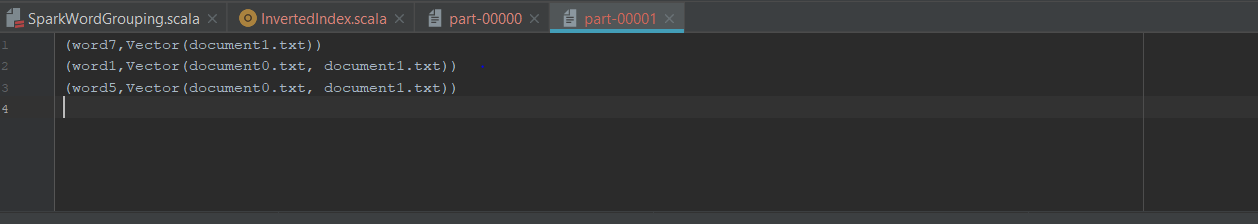 SparkWordGrouping.scala InvertedIndex.scala part-00000 part-00001
1 (word7,Vector(document1.txt))
2 (word1,Vector(document0.txt, document1.txt))
3 (word5,Vector(document0.txt, document1.txt))
4